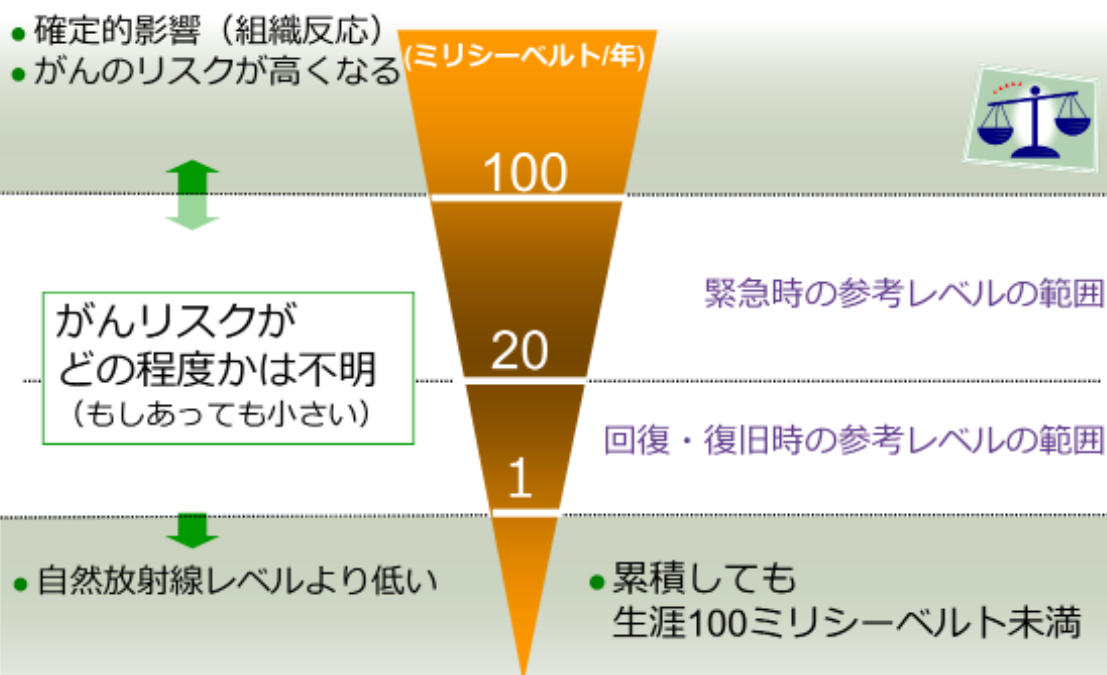 ● 確定的影響（組織反応）
● がんのリスクが高くなる
(ミリシーベルト/年)
100
緊急時の参考レベルの範囲
がんリスクが
どの程度かは不明
（もしあっても小さい）
20
回復・復旧時の参考レベルの範囲
1
● 自然放射線レベルより低い
● 累積しても
生涯100ミリシーベルト未満